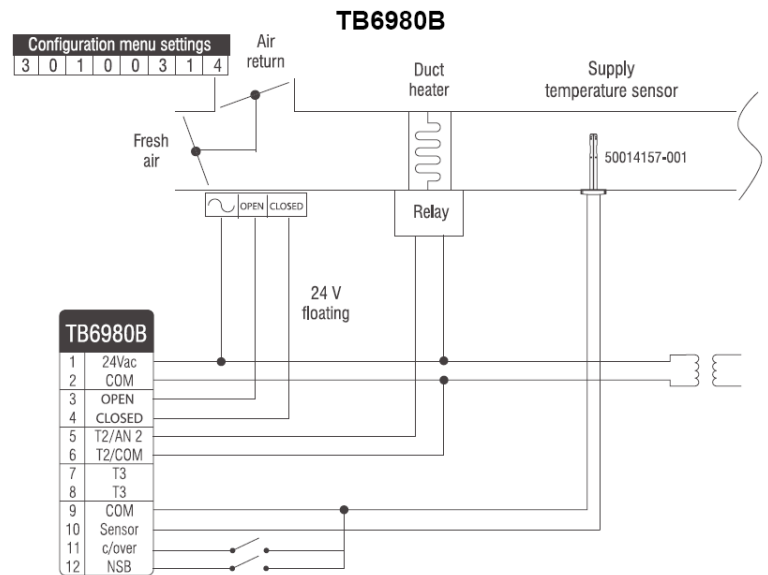 TB6980B
Configuration menu settings
3 0 1 0 0 3 1 4
Air
return
Duct
heater
Supply
temperature sensor
Fresh
air
50014157-001
OPEN CLOSED
Relay
24 V
floating
TB6980B
1 24Vac
2 COM
3 OPEN
4 CLOSED
5 T2/AN 2
6 T2/COM
7 T3
8 T3
9 COM
10 Sensor
11 c/over
12 NSB